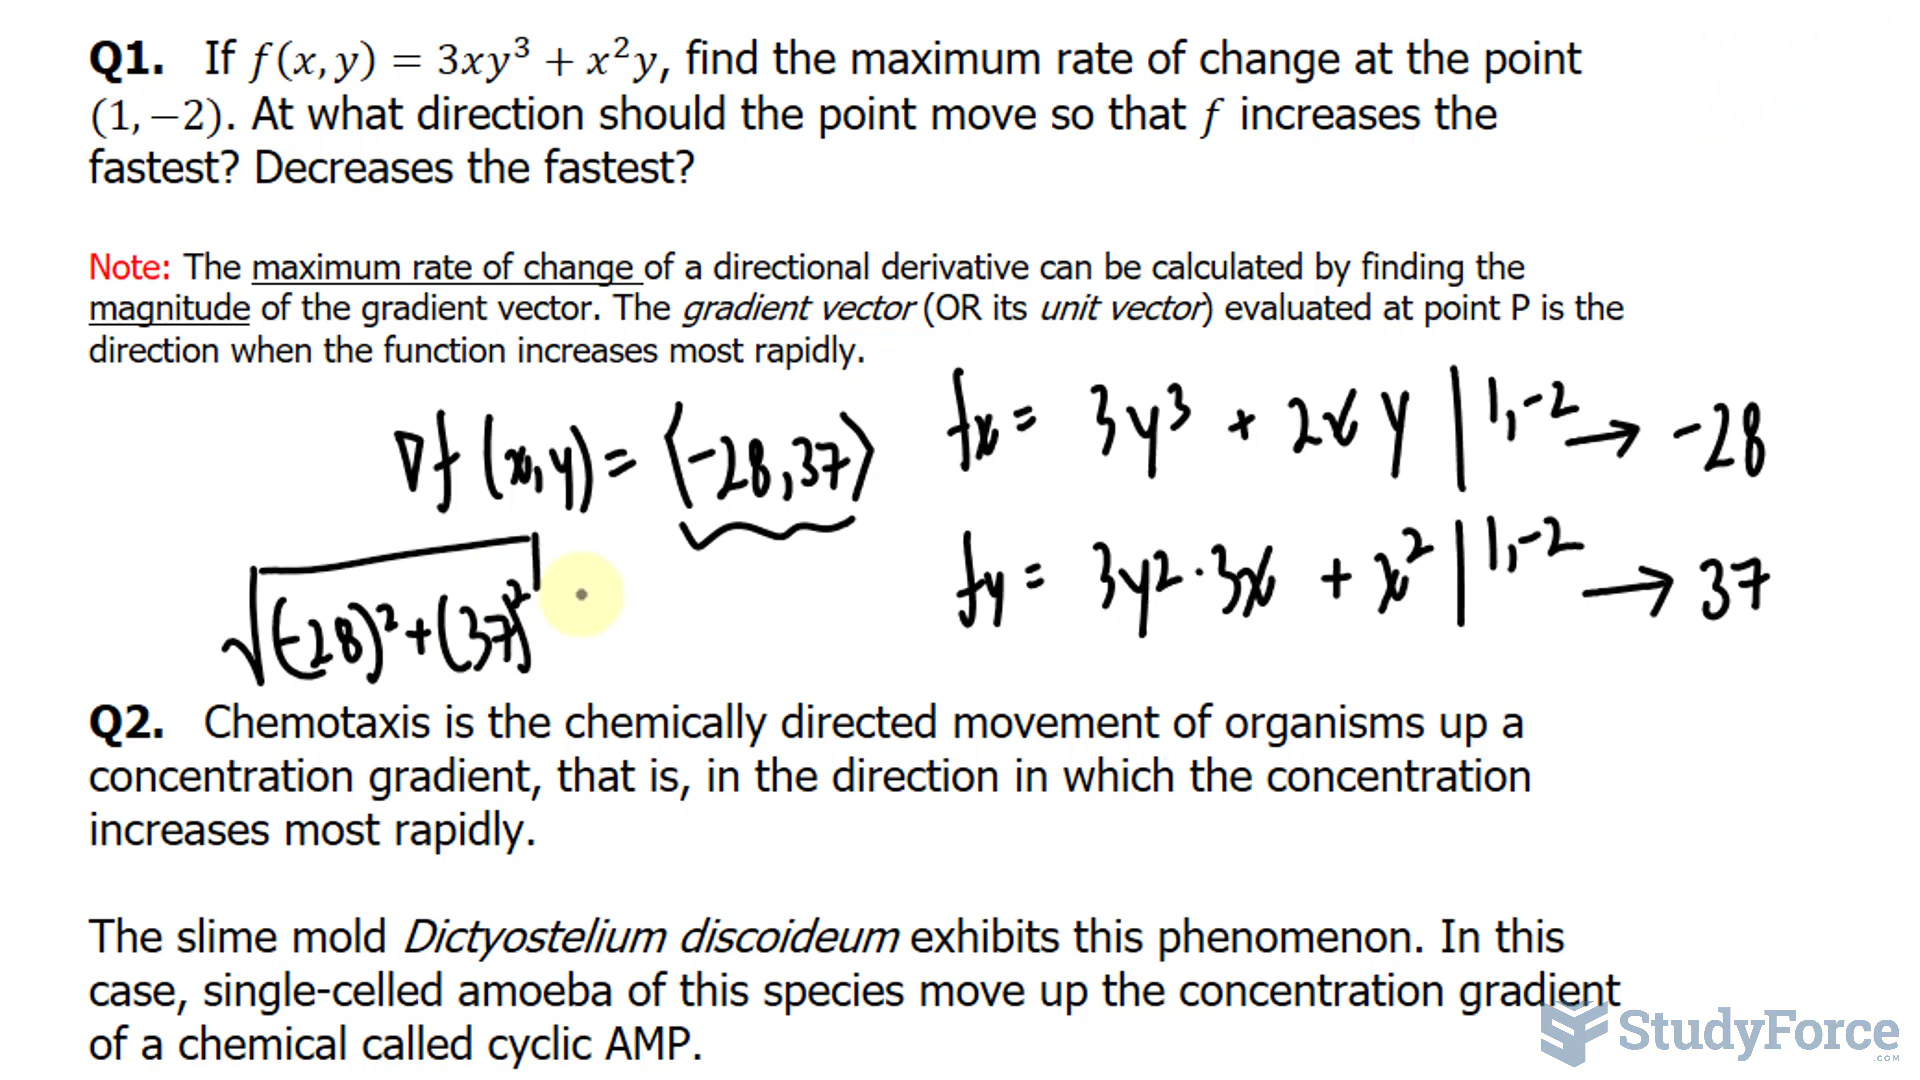 Q1. If f(x, y) = 3xy³ + x²y, find the maximum rate of change at the point
(1, −2). At what direction should the point move so that f increases the
fastest? Decreases the fastest?
Note: The maximum rate of change of a directional derivative can be calculated by finding the
magnitude of the gradient vector. The gradient vector (OR its unit vector) evaluated at point P is the
direction when the function increases most rapidly.
fx = 3y³ + 2xy | 1,-2 → -28
∇f (x,y) = ⟨-28,37⟩
fy = 3y2 · 3x + x² | 1,-2 → 37
√(-28)² + (37)²
Q2. Chemotaxis is the chemically directed movement of organisms up a
concentration gradient, that is, in the direction in which the concentration
increases most rapidly.
The slime mold Dictyostelium discoideum exhibits this phenomenon. In this
case, single-celled amoeba of this species move up the concentration gradient
of a chemical called cyclic AMP.
StudyForce
.COM